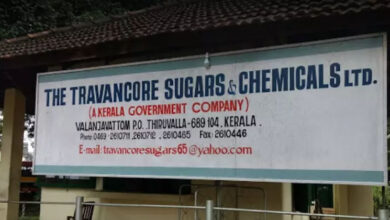 THE TRAVANCORE SUGARS & CHEMICALS LTD.
(A KERALA GOVERNMENT COMPANY)
VALANJAVATTOM P.O. THIRUVALLA-689 104, KERALA.
Phone:0469-2610711, 2610712, 2610465 Fax-2610446
E-mail:travancoresugars65@yahoo.com